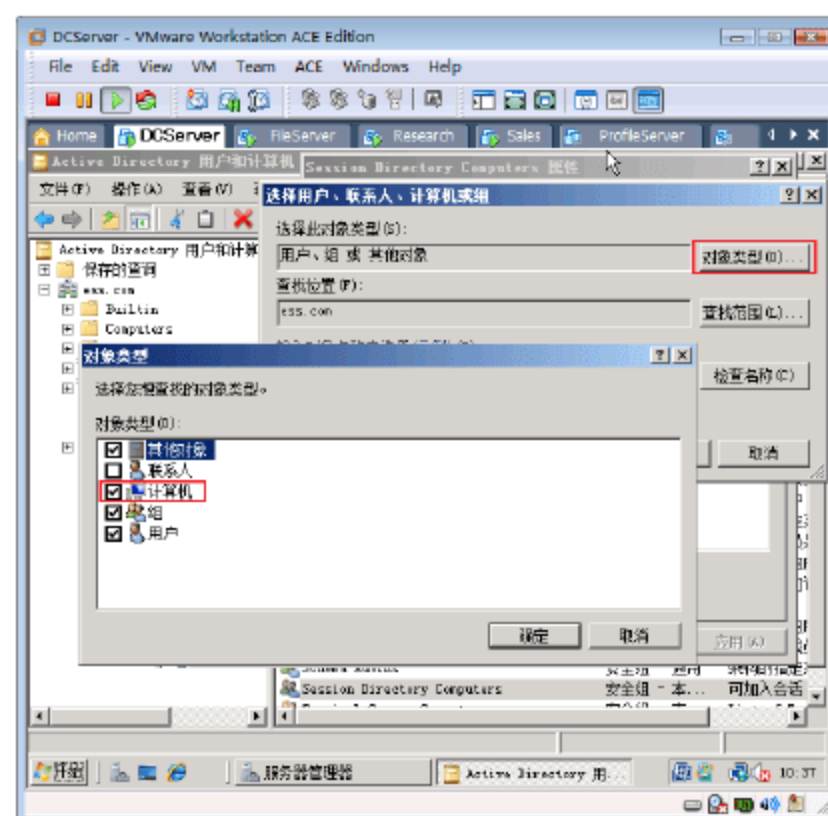 DCServer - VMware Workstation ACE Edition
File Edit View VM Team ACE Windows Help
Home DCServer FileServer Research Sales ProfileServer
Active Directory 用户和计算机 Session Directory Computers 属性
文件(F) 操作(A) 查看(V)
选择用户、联系人、计算机或组
选择此对象类型(S):
用户、组 或 其他对象
对象类型(O)...
查找位置(F):
ess.com
查找范围(L)...
Active Directory 用户和计算
保存的查询
ess.com
Builtin
Computers
检查名称(C)
取消
对象类型
选择您想查找的对象类型。
对象类型(O):
其他对象
联系人
计算机
组
用户
确定 取消
应用(A)
Session Directory Computers 安全组 - 本... 可加入会话
开始 服务器管理器 Active Directory 用... 10:37